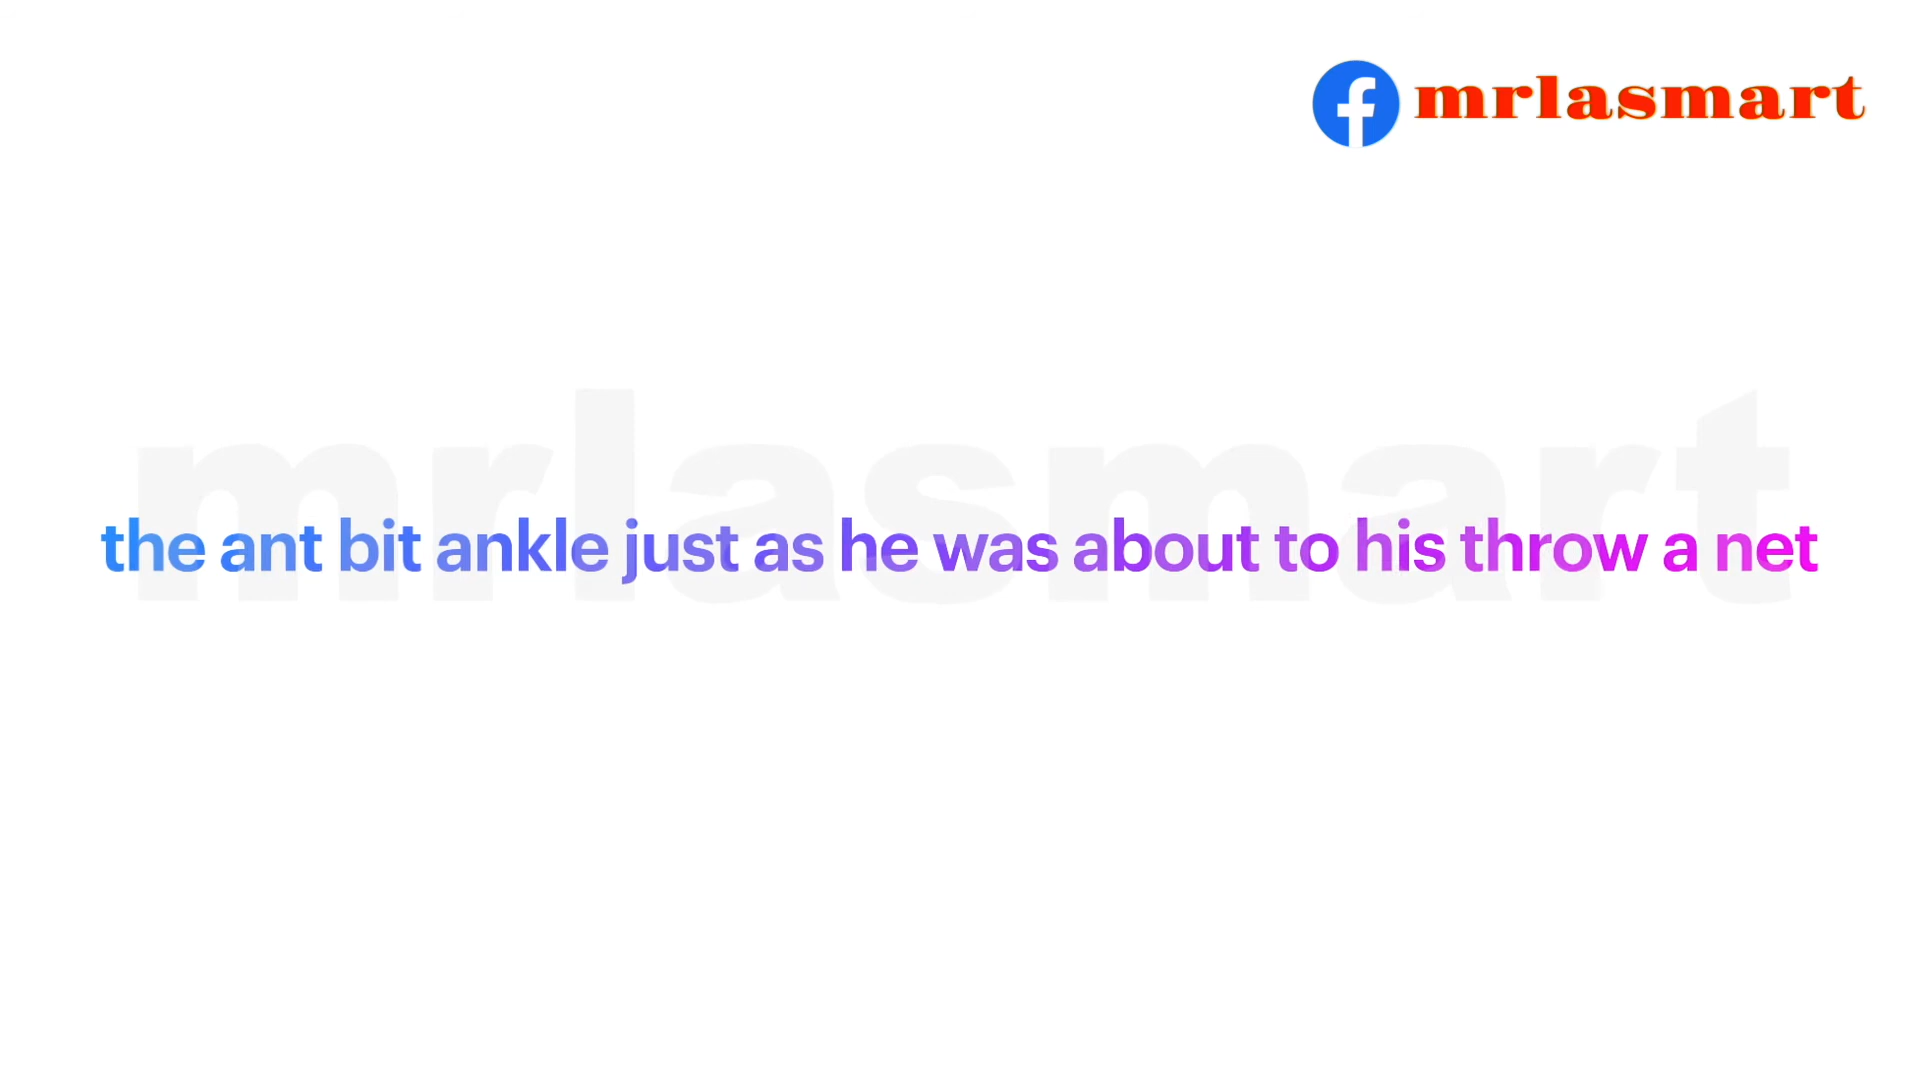 mrlasmart
mrlasmart
the ant bit ankle just as he was about to his throw a net